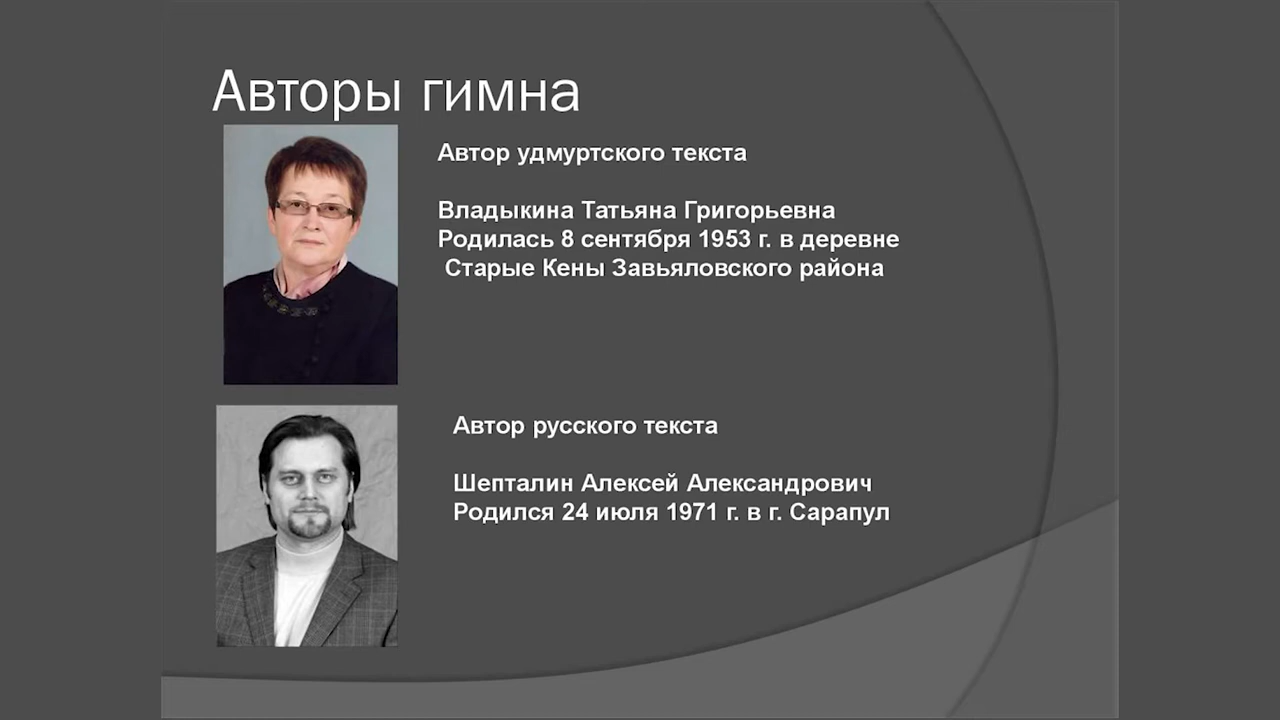 Авторы гимна
Автор удмуртского текста
Владыкина Татьяна Григорьевна
Родилась 8 сентября 1953 г. в деревне
Старые Кены Завьяловского района
Автор русского текста
Шепталин Алексей Александрович
Родился 24 июля 1971 г. в г. Сарапул